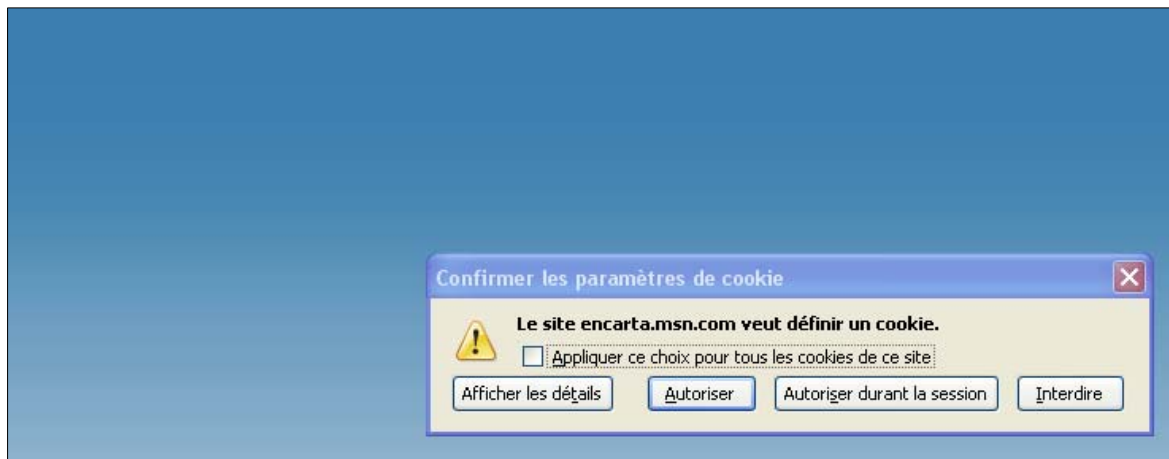 Confirmer les paramètres de cookie
Le site encarta.msn.com veut définir un cookie.
Appliquer ce choix pour tous les cookies de ce site
Afficher les détails Autoriser Autoriser durant la session Interdire